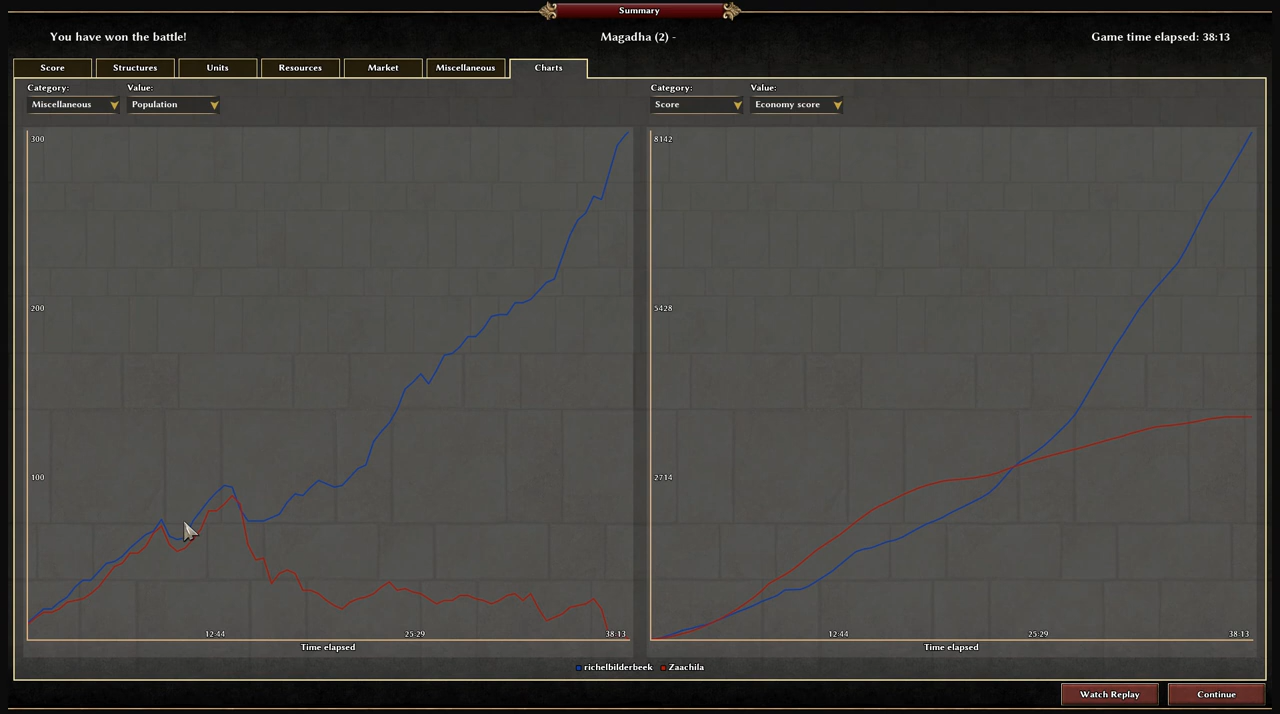 Summary
You have won the battle!
Magadha (2) -
Game time elapsed: 38:13
Score
Structures
Units
Resources
Market
Miscellaneous
Charts
Category:
Value:
Miscellaneous
Population
Category:
Value:
Score
Economy score
300
200
100
12:44
25:29
38:13
Time elapsed
8142
5428
2714
12:44
25:29
38:13
Time elapsed
richelbilderbeek
Zaachila
Watch Replay
Continue